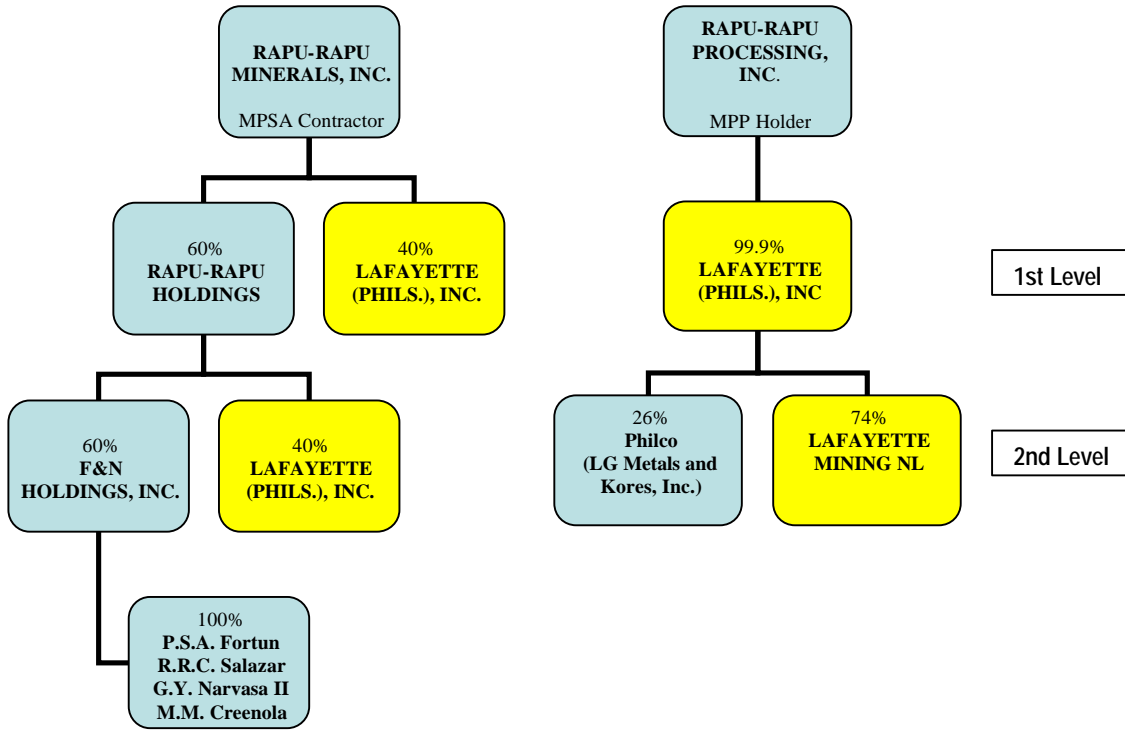 RAPU-RAPU
MINERALS, INC.
MPSA Contractor
RAPU-RAPU
PROCESSING,
INC.
MPP Holder
60%
RAPU-RAPU
HOLDINGS
40%
LAFAYETTE
(PHILS.), INC.
99.9%
LAFAYETTE
(PHILS.), INC
1st Level
60%
F&N
HOLDINGS, INC.
40%
LAFAYETTE
(PHILS.), INC.
26%
Philco
(LG Metals and
Kores, Inc.)
74%
LAFAYETTE
MINING NL
2nd Level
100%
P.S.A. Fortun
R.R.C. Salazar
G.Y. Narvasa II
M.M. Creenola